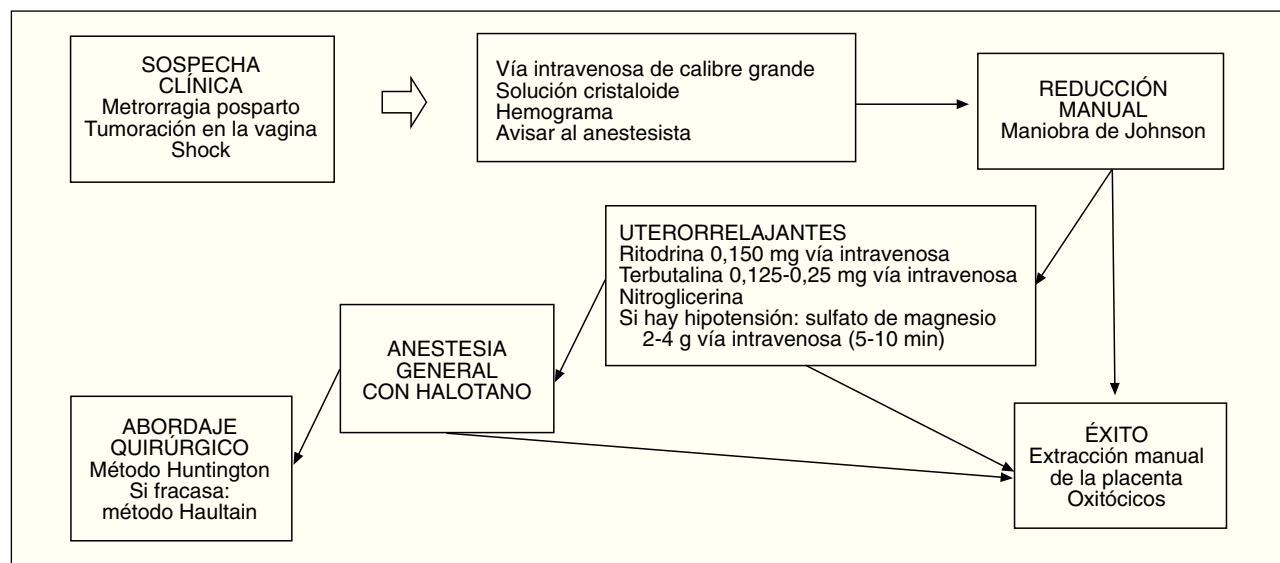 SOSPECHA
CLÍNICA
Metrorragia posparto
Tumoración en la vagina
Shock
Vía intravenosa de calibre grande
Solución cristaloide
Hemograma
Avisar al anestesista
REDUCCIÓN
MANUAL
Maniobra de Johnson
UTERORRELAJANTES
Ritodrina 0,150 mg vía intravenosa
Terbutalina 0,125-0,25 mg vía intravenosa
Nitroglicerina
Si hay hipotensión: sulfato de magnesio
2-4 g vía intravenosa (5-10 min)
ANESTESIA
GENERAL
CON HALOTANO
ABORDAJE
QUIRÚRGICO
Método Huntington
Si fracasa:
método Haultain
ÉXITO
Extracción manual
de la placenta
Oxitócicos